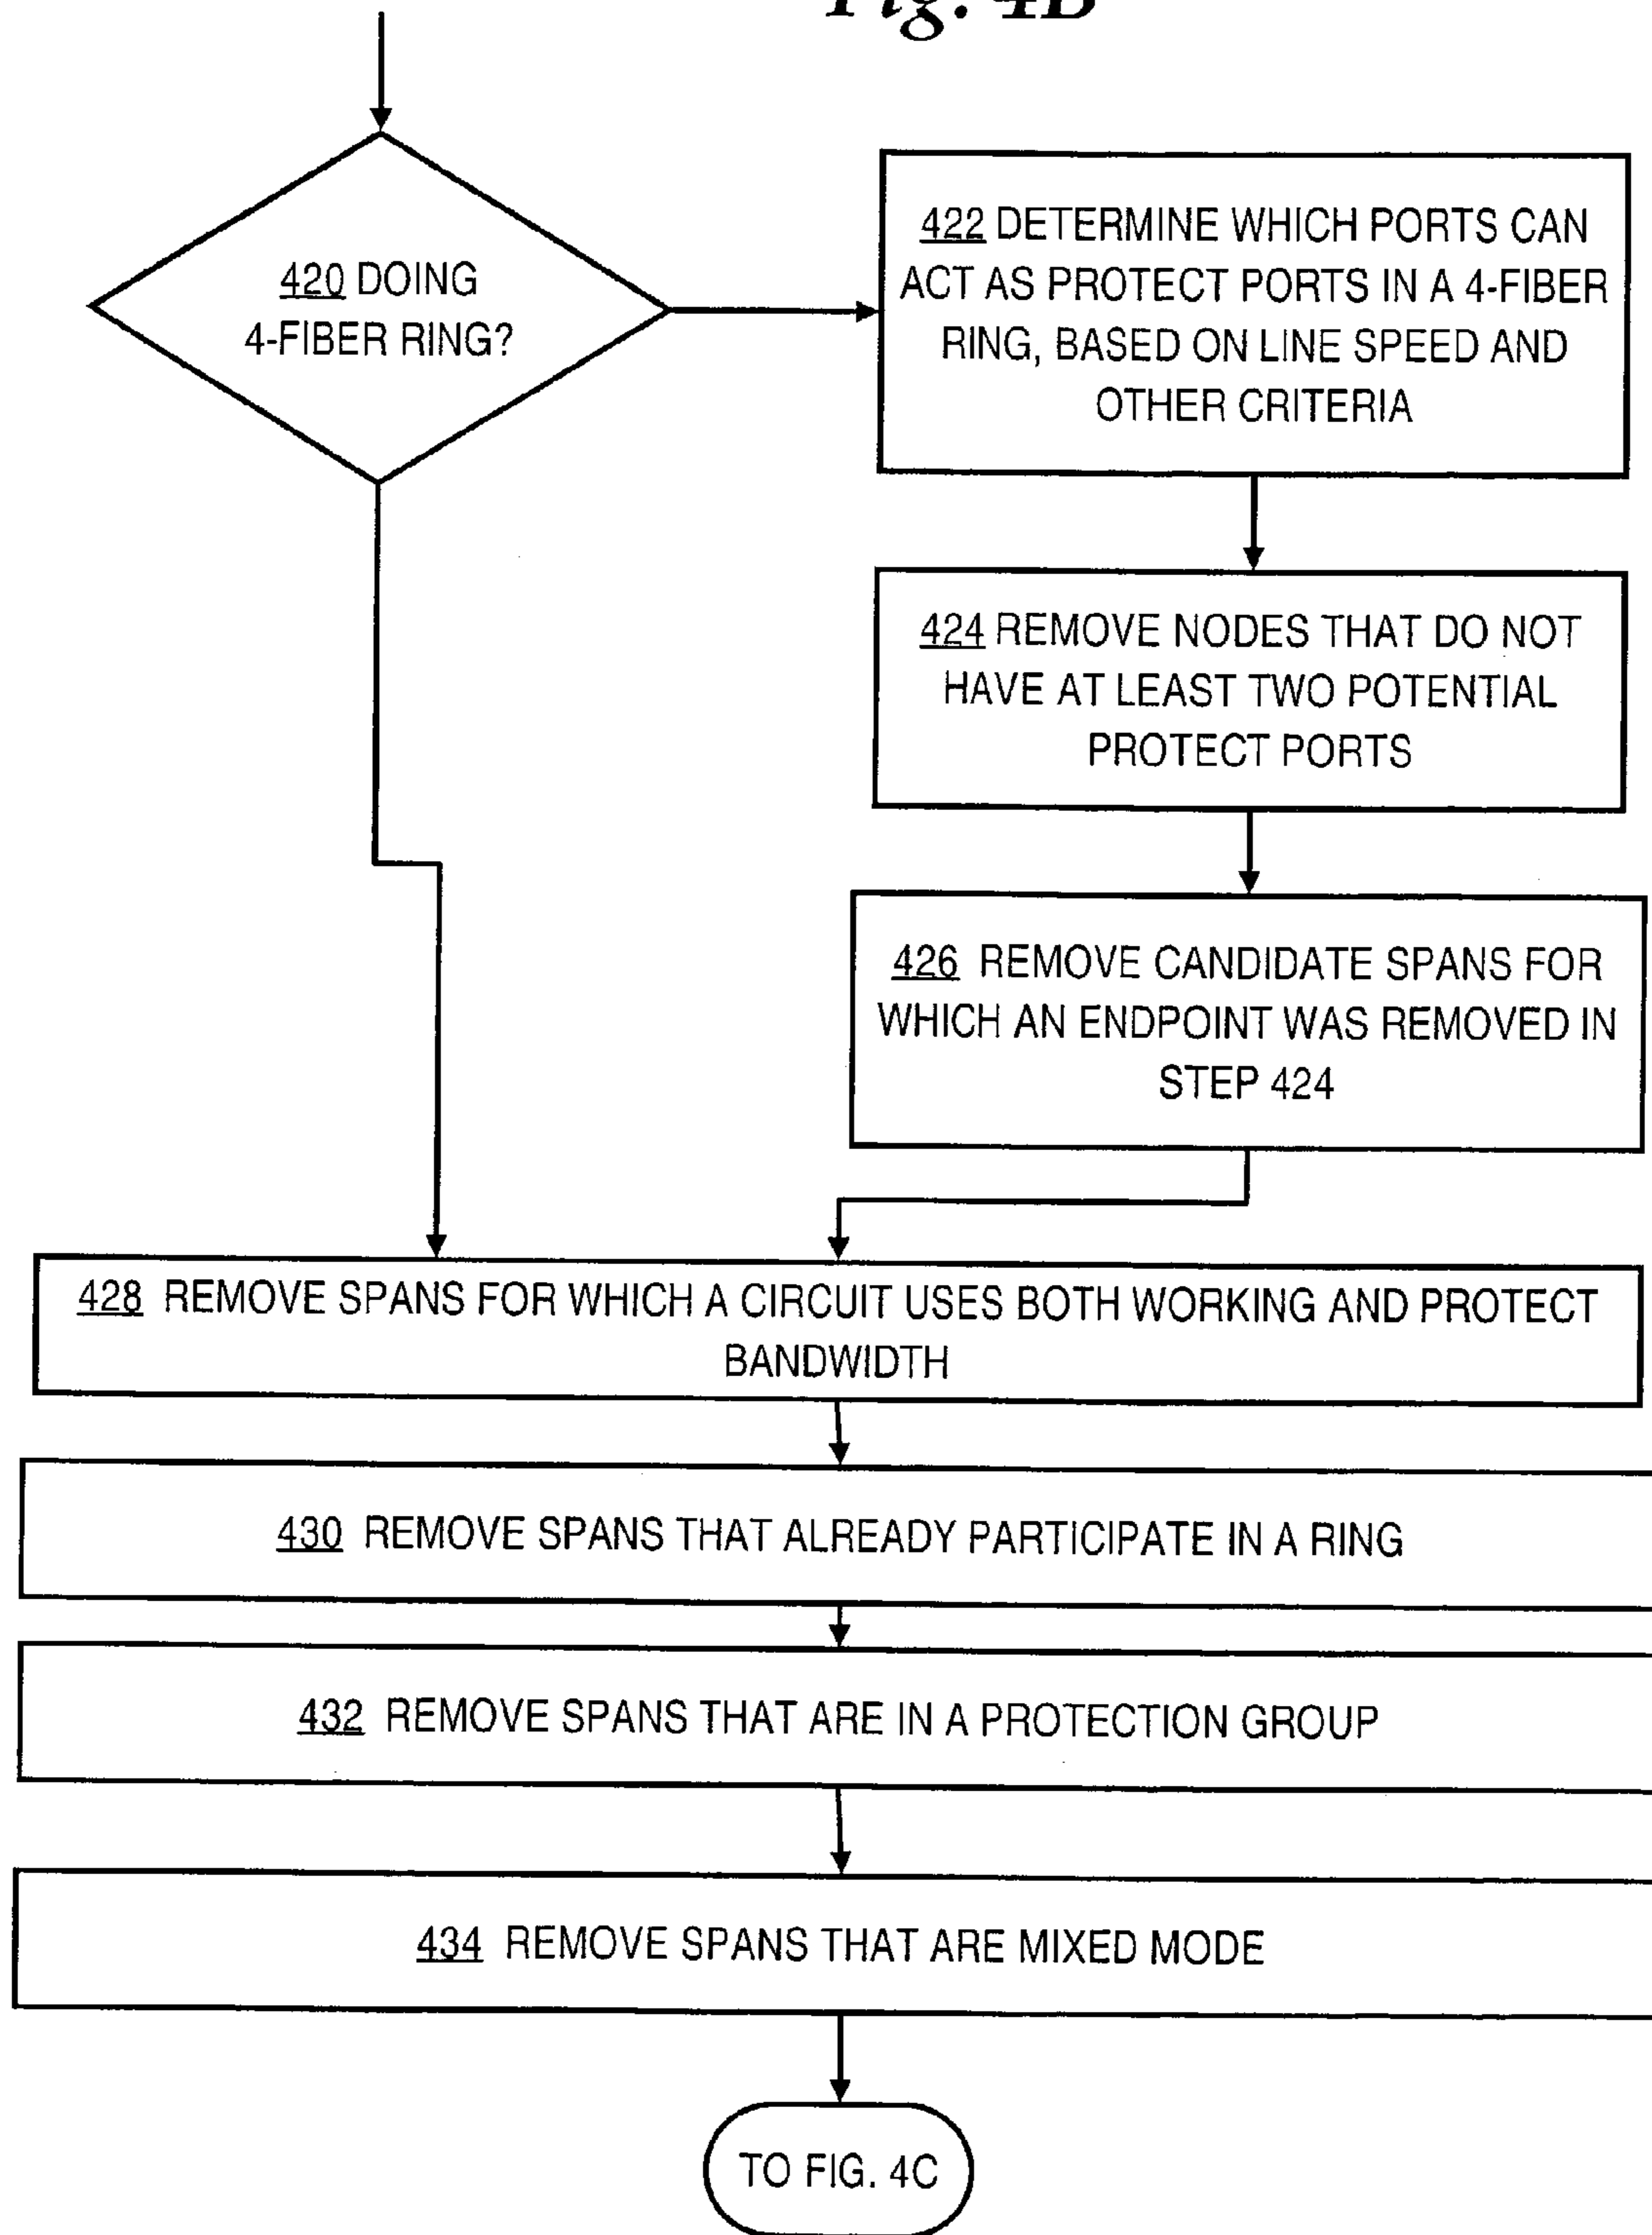 Fig. 4B
420 DOING
4-FIBER RING?
422 DETERMINE WHICH PORTS CAN
ACT AS PROTECT PORTS IN A 4-FIBER
RING, BASED ON LINE SPEED AND
OTHER CRITERIA
424 REMOVE NODES THAT DO NOT
HAVE AT LEAST TWO POTENTIAL
PROTECT PORTS
426 REMOVE CANDIDATE SPANS FOR
WHICH AN ENDPOINT WAS REMOVED IN
STEP 424
428 REMOVE SPANS FOR WHICH A CIRCUIT USES BOTH WORKING AND PROTECT
BANDWIDTH
430 REMOVE SPANS THAT ALREADY PARTICIPATE IN A RING
432 REMOVE SPANS THAT ARE IN A PROTECTION GROUP
434 REMOVE SPANS THAT ARE MIXED MODE
TO FIG. 4C